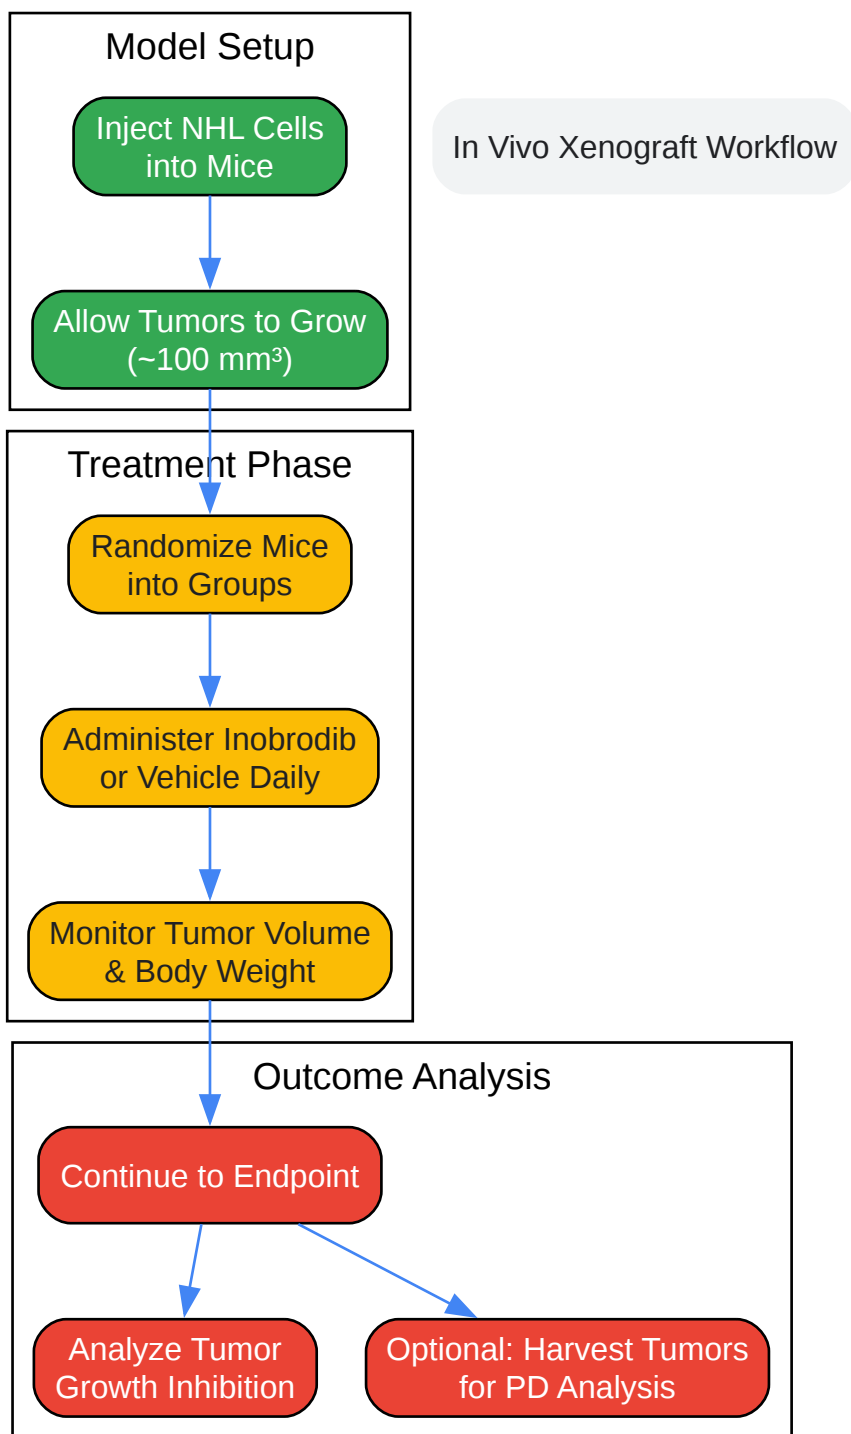 Model Setup
Inject NHL Cells
into Mice
In Vivo Xenograft Workflow
Allow Tumors to Grow
(~100 mm³)
Treatment Phase
Randomize Mice
into Groups
Administer Inobrodib
or Vehicle Daily
Monitor Tumor Volume
& Body Weight
Outcome Analysis
Continue to Endpoint
Analyze Tumor
Growth Inhibition
Optional: Harvest Tumors
for PD Analysis